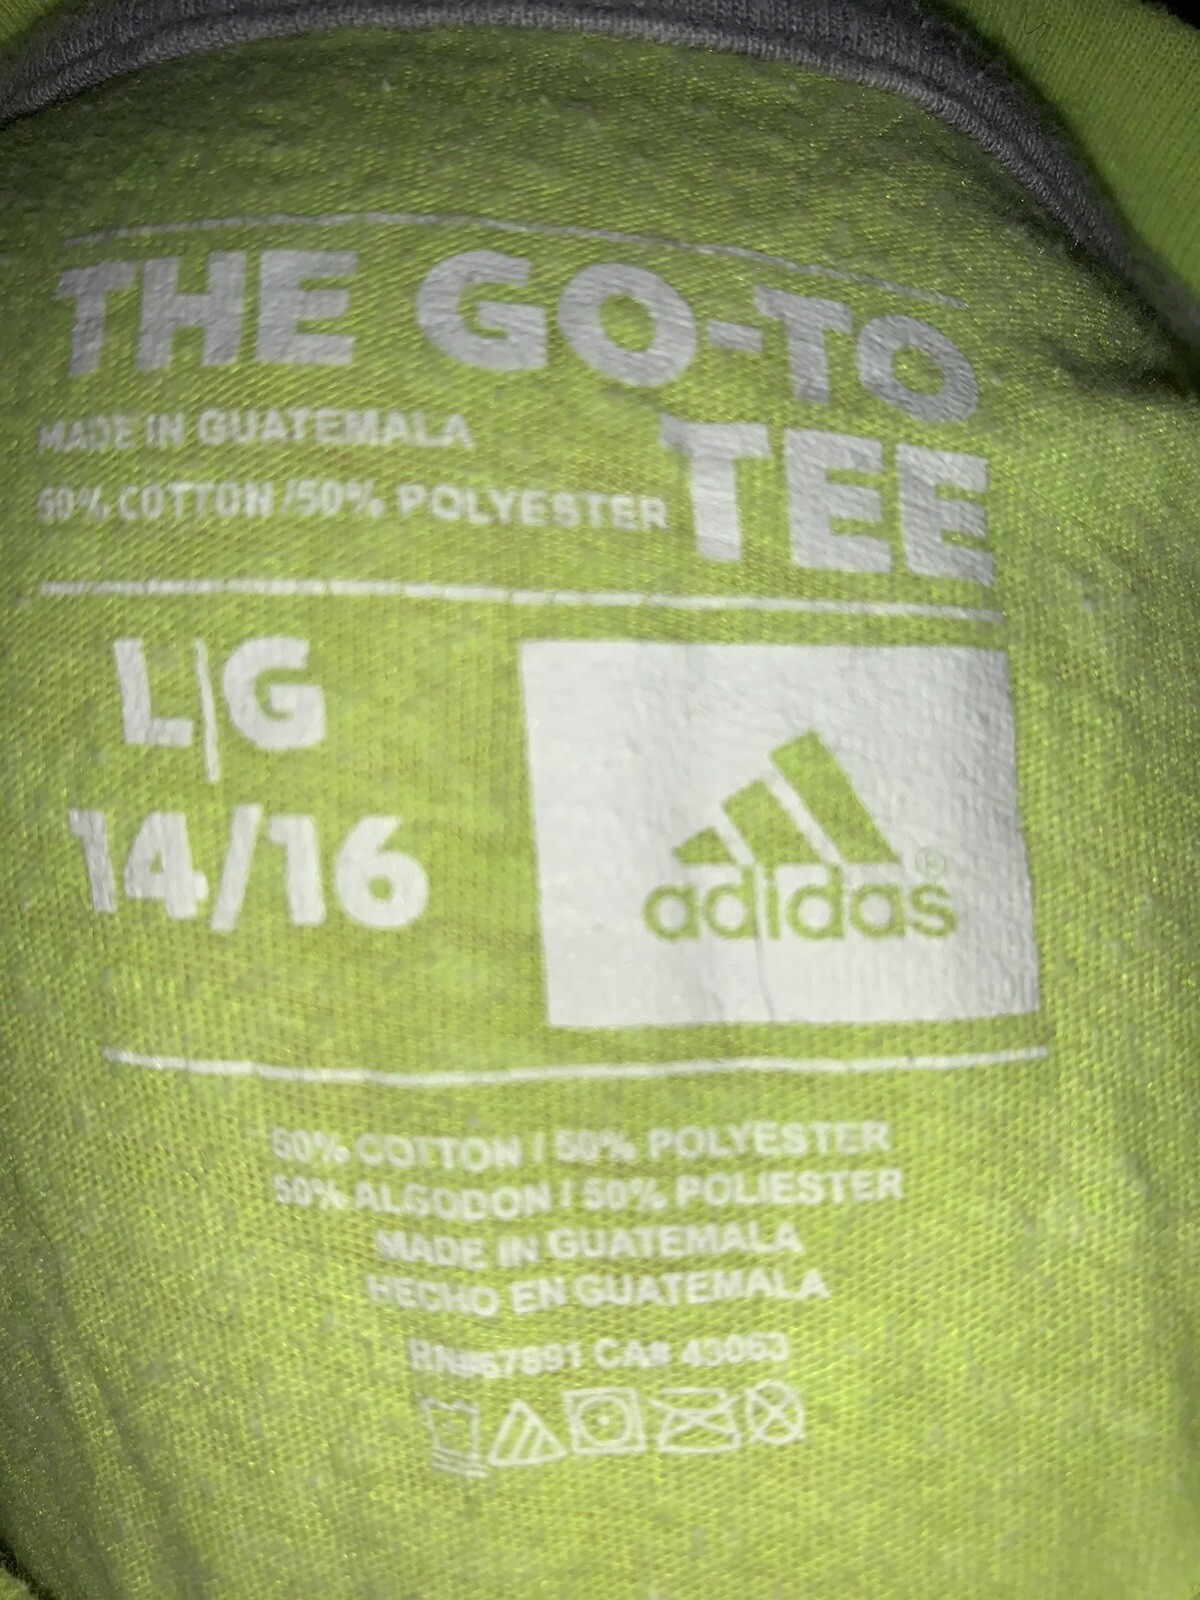 THE GO-TO
TEE
MADE IN GUATEMALA
50% COTTON / 50% POLYESTER
L|G
14/16
adidas®
50% COTTON / 50% POLYESTER
50% ALGODON / 50% POLIESTER
MADE IN GUATEMALA
HECHO EN GUATEMALA
RN#67891 CA# 43063